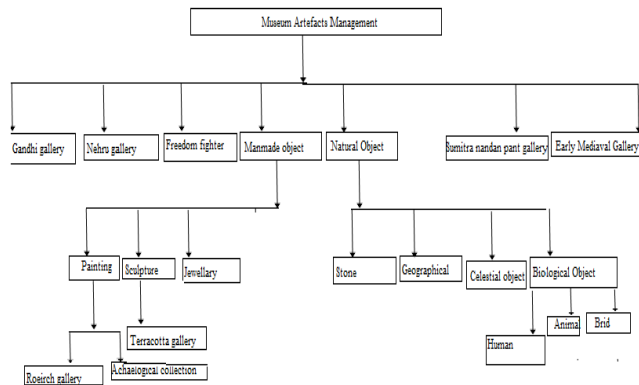 Museum Artefacts Management
Gandhi gallery
Nehru gallery
Freedom fighter
Manmade object
Natural Object
Sumitra nandan pant gallery
Early Mediaval Gallery
Painting
Sculpture
Jewellary
Stone
Geographical
Celestial object
Biological Object
Terracotta gallery
Human
Animal
Brid
Roeirch gallery
Achaelogical collection